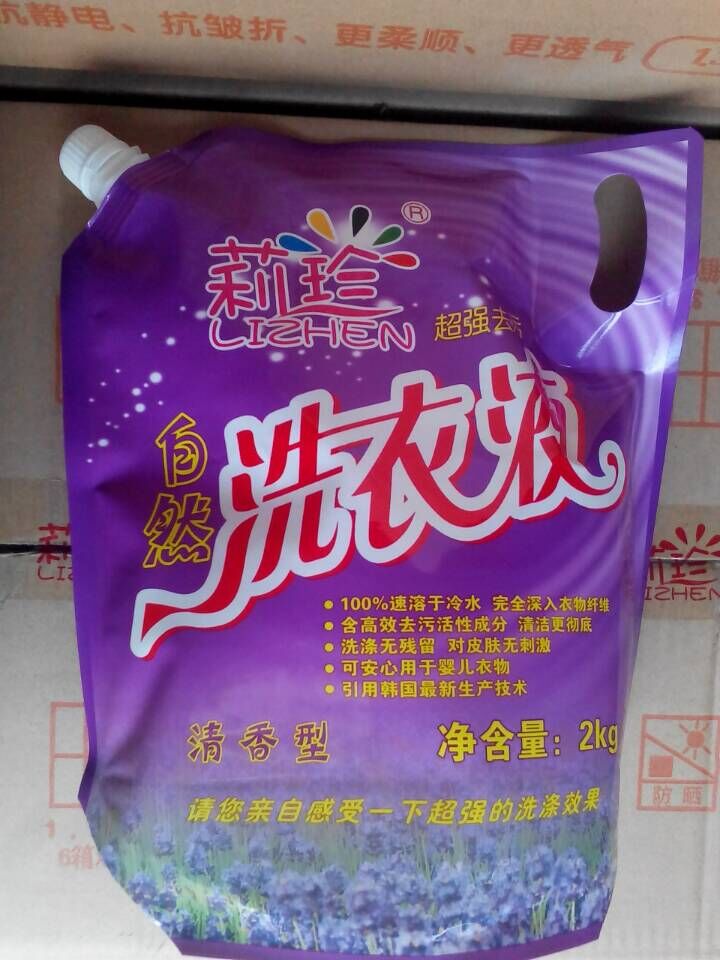 抗静电、抗皱折、更柔顺、更透气
莉珍
®
LIZHEN
超强去污
自然
洗衣液
• 100%速溶于冷水 完全深入衣物纤维
• 含高效去污活性成分 清洁更彻底
• 洗涤无残留 对皮肤无刺激
• 可安心用于婴儿衣物
• 引用韩国最新生产技术
清香型
净含量：2kg
请您亲自感受一下超强的洗涤效果
莉珍
莉珍
IZHEN
防晒